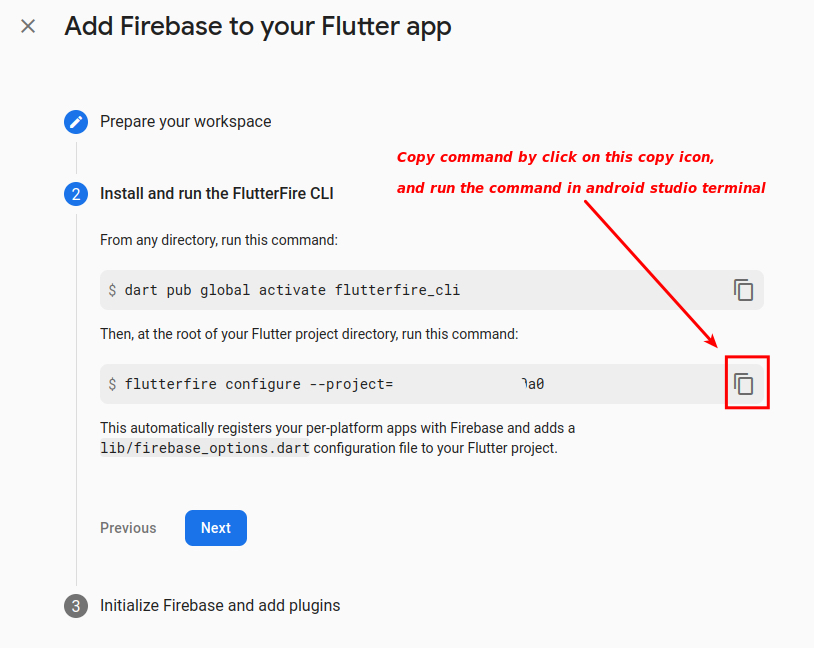 Add Firebase to your Flutter app
Prepare your workspace
Copy command by click on this copy icon,
and run the command in android studio terminal
2 Install and run the FlutterFire CLI
From any directory, run this command:
$ dart pub global activate flutterfire_cli
Then, at the root of your Flutter project directory, run this command:
$ flutterfire configure --project= a0
This automatically registers your per-platform apps with Firebase and adds a
lib/firebase_options.dart configuration file to your Flutter project.
Previous Next
3 Initialize Firebase and add plugins